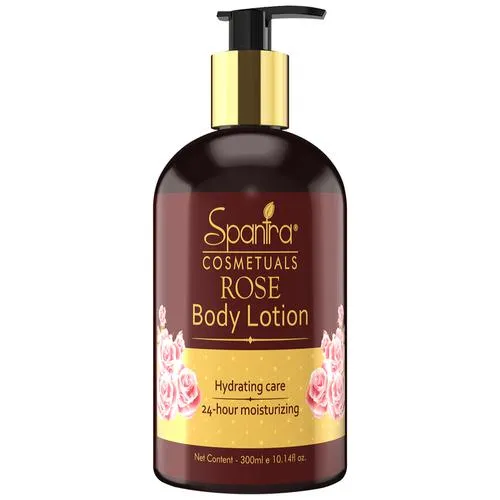 Spantra®
COSMETUALS
ROSE
Body Lotion
Hydrating care
24-hour moisturizing
Net Content - 300ml e 10.14fl oz.